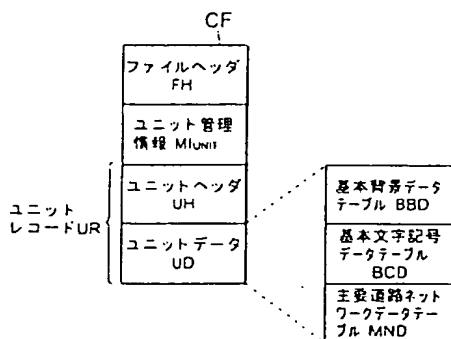 CF
ファイルヘッダ
FH
ユニット管理
情報 MIUNIT
ユニットヘッダ
UH
ユニット
レコードUR
ユニットデータ
UD
基本背景データ
テーブル BBD
基本文字記号
データテーブル
BCD
主要道路ネット
ワークデータテー
ブル MND